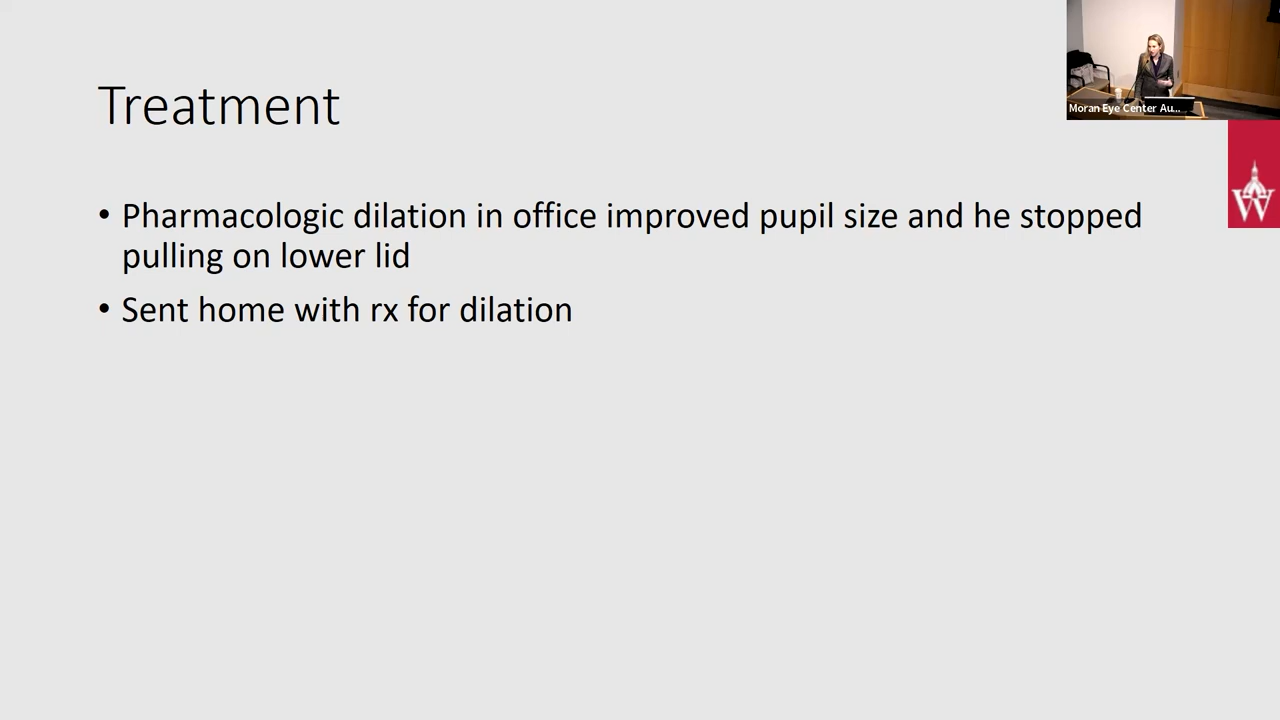 Moran Eye Center Au...
Treatment
W
• Pharmacologic dilation in office improved pupil size and he stopped
pulling on lower lid
• Sent home with rx for dilation